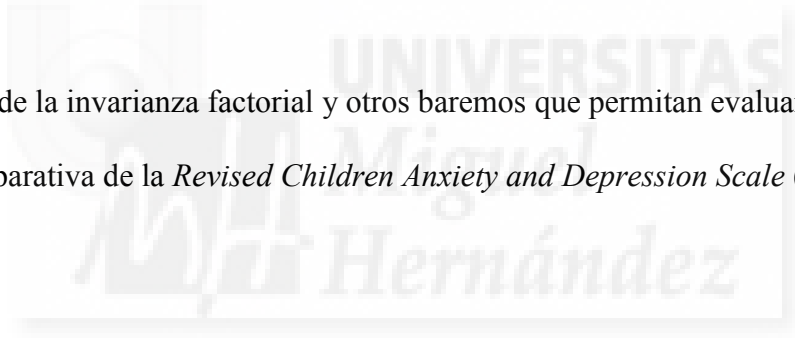 UNIVERSITAS
de la invarianza factorial y otros baremos que permitan evaluar
Miguel
parativa de la Revised Children Anxiety and Depression Scale (
Hernández